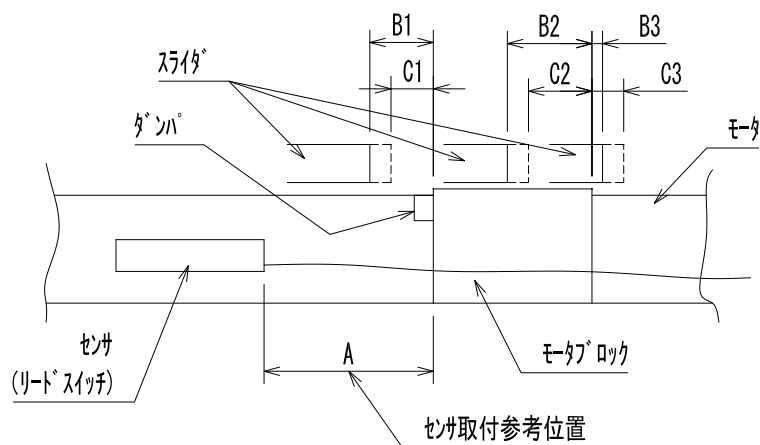 B1
B2
B3
C1
C2
C3
スライダ
ダンパ
モータ
センサ
(リードスイッチ)
A
モータブロック
センサ取付参考位置